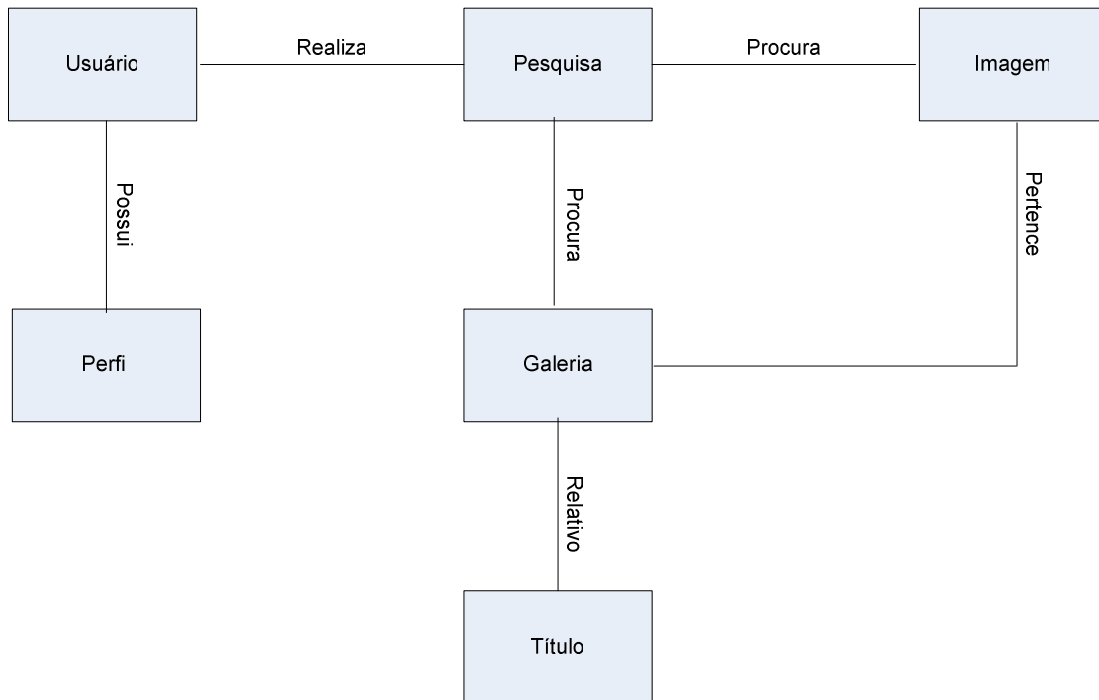 Usuário
Realiza
Pesquisa
Procura
Imagem
Possui
Procura
Pertence
Perfi
Galeria
Relativo
Título